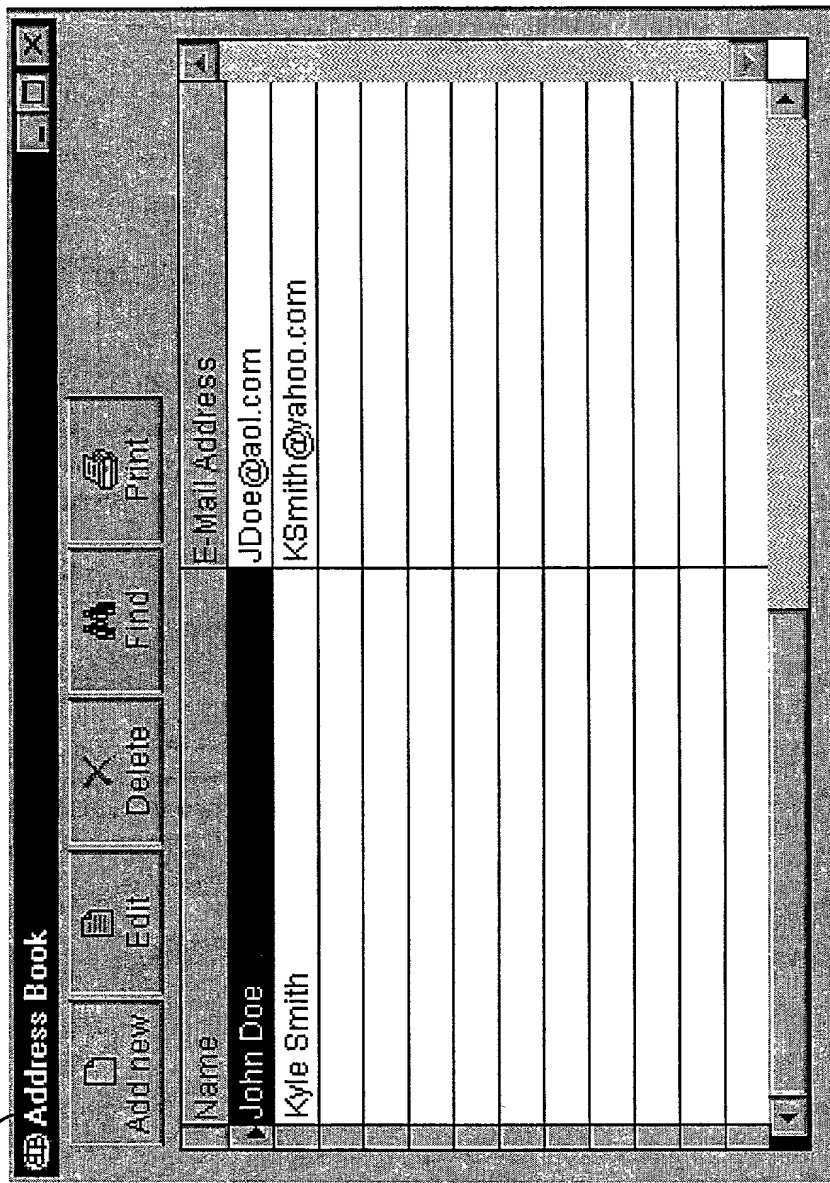 Address Book
Add new Edit Delete Find Print
Name E-Mail Address
John Doe JDoe@aol.com
Kyle Smith KSmith@yahoo.com